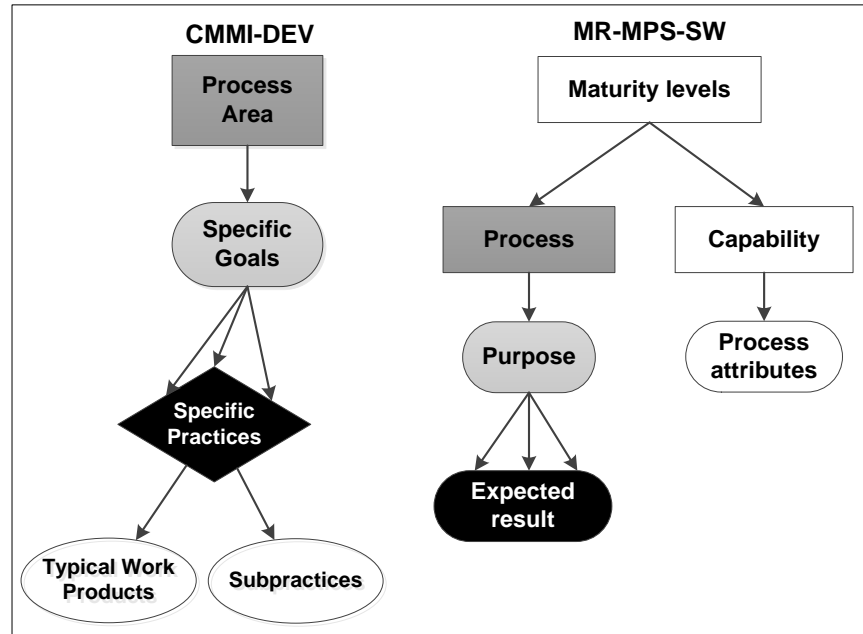 CMMI-DEV
Process
Area
Specific
Goals
Specific
Practices
Typical Work
Products
Subpractices
MR-MPS-SW
Maturity levels
Process
Capability
Purpose
Process
attributes
Expected
result